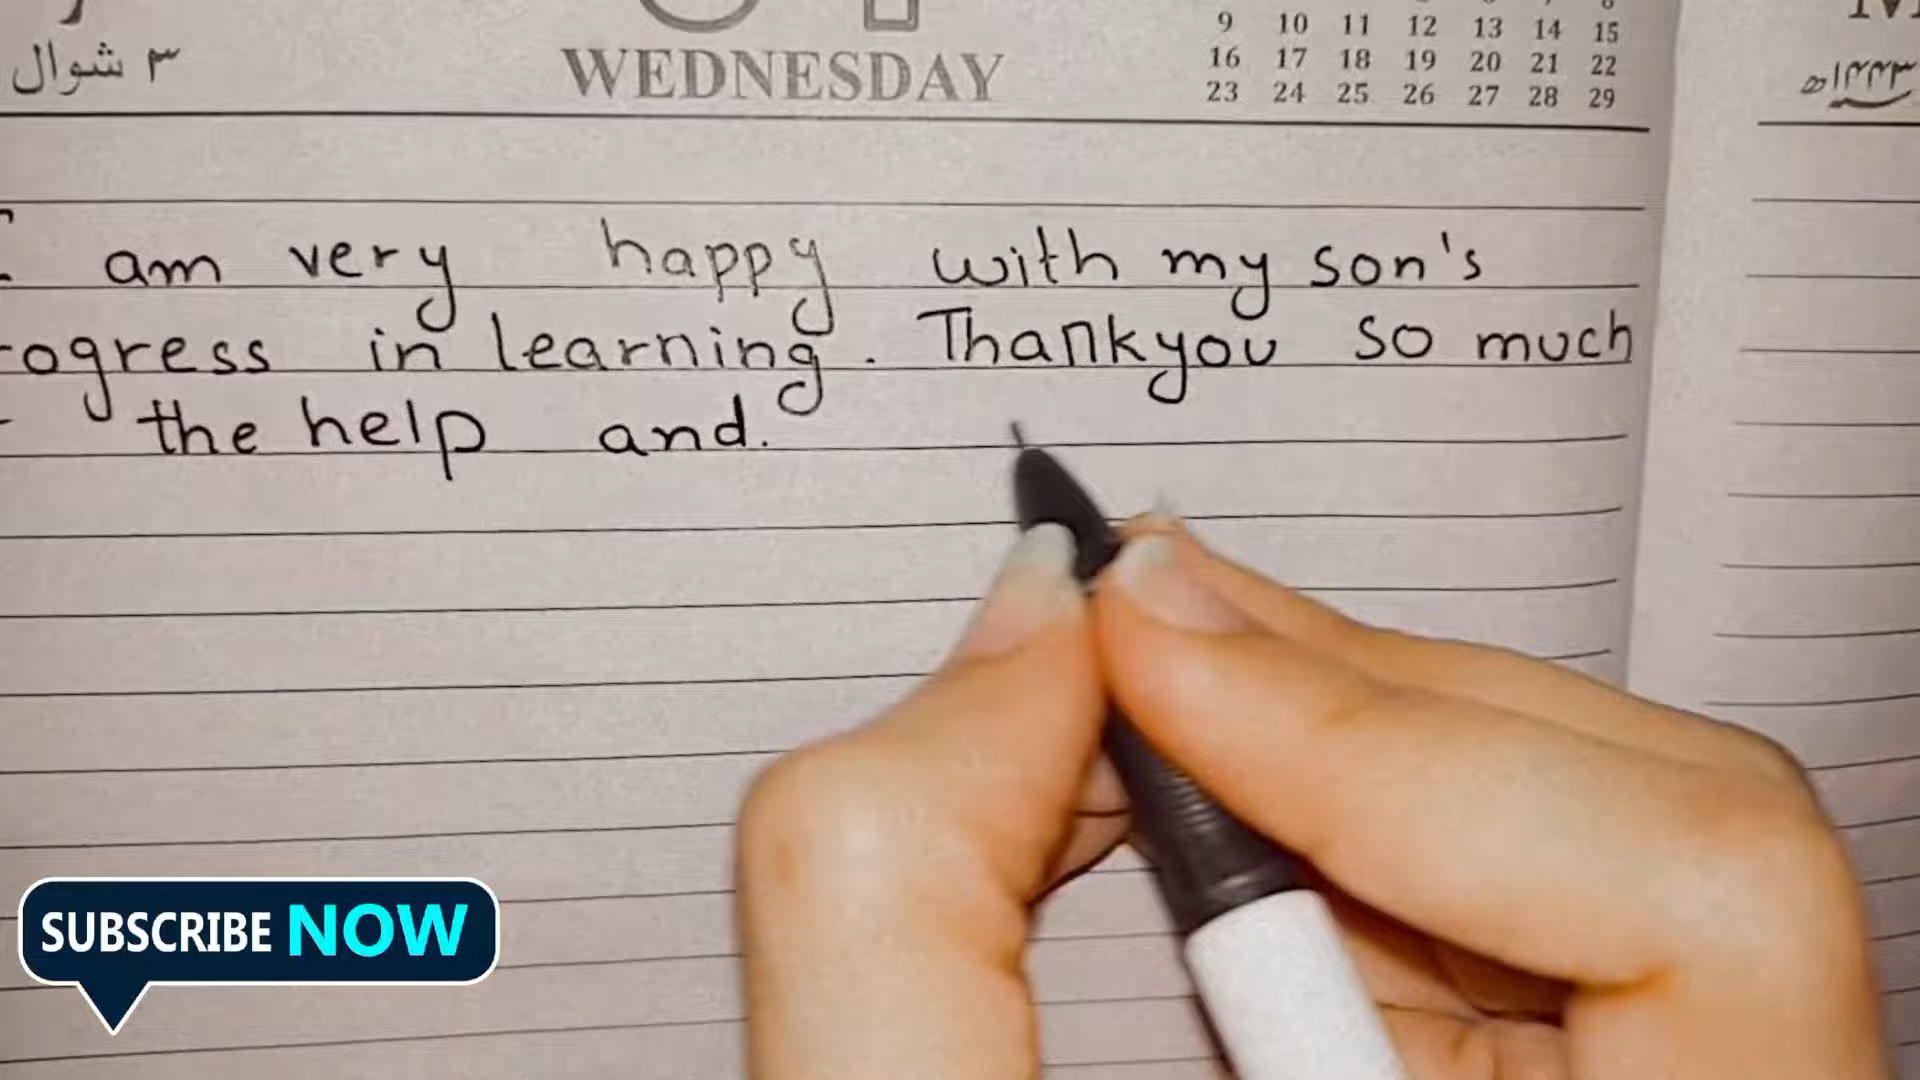 ٣ شوال
WEDNESDAY
9 10 11 12 13 14 15
16 17 18 19 20 21 22
23 24 25 26 27 28 29
١٤٤٣ھ
I am very happy with my son's
rogress in learning. Thankyou so much
the help and.
SUBSCRIBE NOW